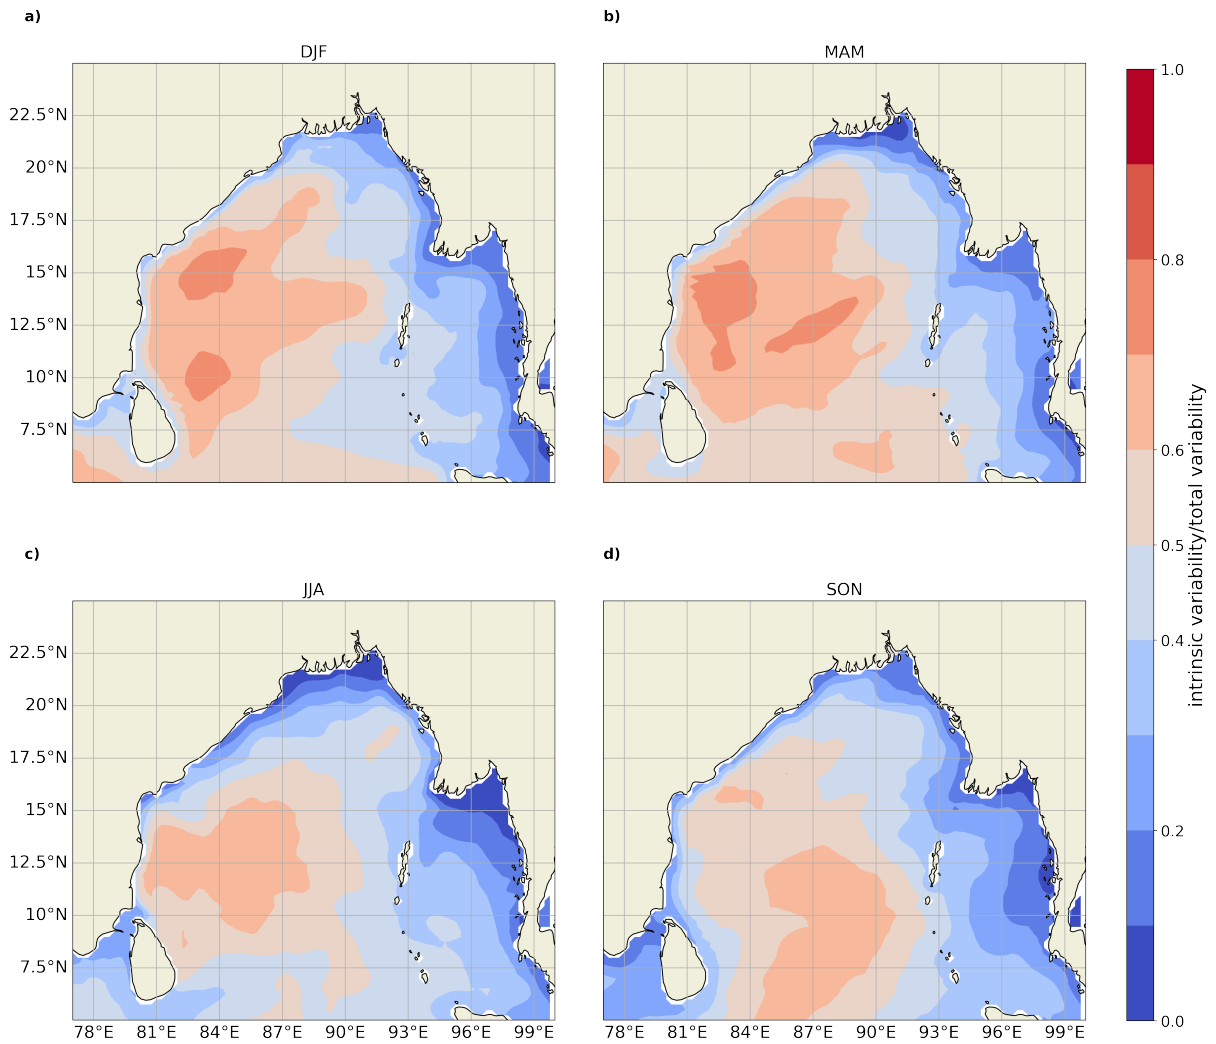 a)
b)
DJF
MAM
22.5°N
20°N
17.5°N
15°N
12.5°N
10°N
7.5°N
1.0
0.8
0.6
0.5
0.4
0.2
0.0
intrinsic variability/total variability
c)
d)
JJA
SON
22.5°N
20°N
17.5°N
15°N
12.5°N
10°N
7.5°N
78°E 81°E 84°E 87°E 90°E 93°E 96°E 99°E
78°E 81°E 84°E 87°E 90°E 93°E 96°E 99°E